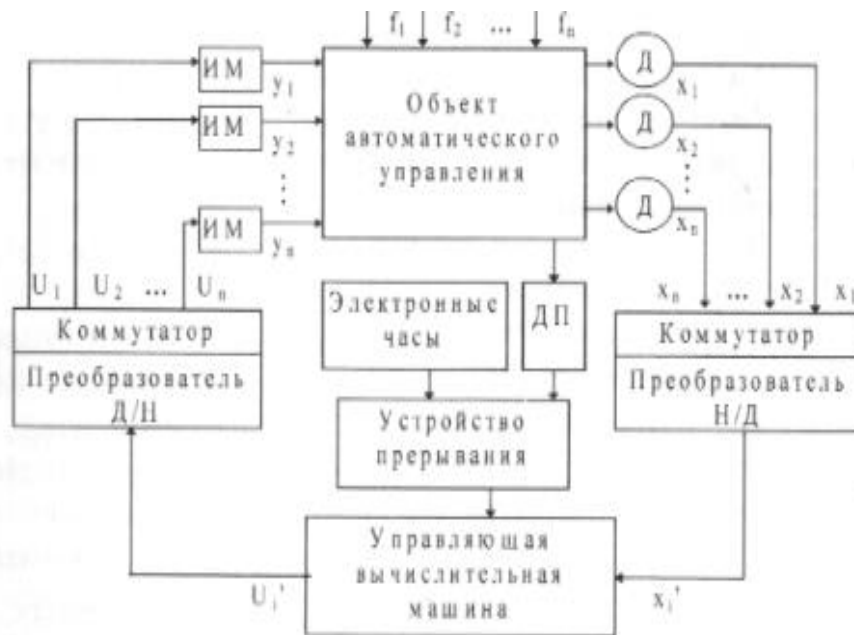 f₁ f₂ ... fₙ
ИМ
y₁
ИМ
y₂
ИМ
yₙ
Объект
автоматического
управления
Д
x₁
Д
x₂
Д
xₙ
U₁ U₂ ... Uₙ
Коммутатор
Преобразователь
Д/Н
Электронные
часы
ДП
xₙ ... x₂ x₁
Коммутатор
Преобразователь
Н/Д
Устройство
прерывания
Управляющая
вычислительная
машина
Uᵢ'
xᵢ'